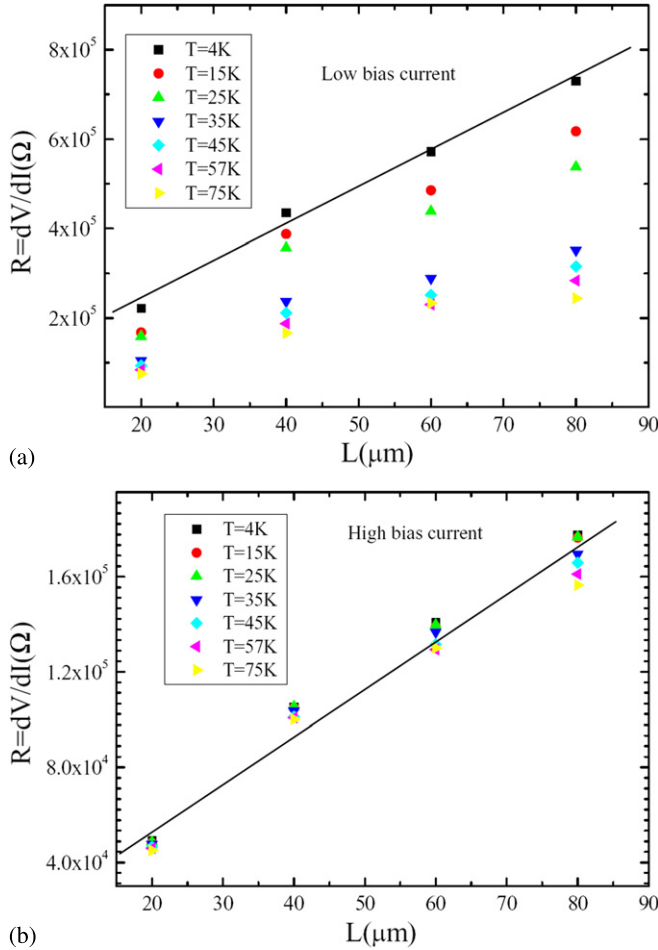 8x10⁵
6x10⁵
4x10⁵
2x10⁵
R=dV/dI(Ω)
T=4K
T=15K
T=25K
T=35K
T=45K
T=57K
T=75K
Low bias current
20 30 40 50 60 70 80 90
L(μm)
(a)
1.6x10⁵
1.2x10⁵
8.0x10⁴
4.0x10⁴
R=dV/dI(Ω)
T=4K
T=15K
T=25K
T=35K
T=45K
T=57K
T=75K
High bias current
20 30 40 50 60 70 80 90
L(μm)
(b)